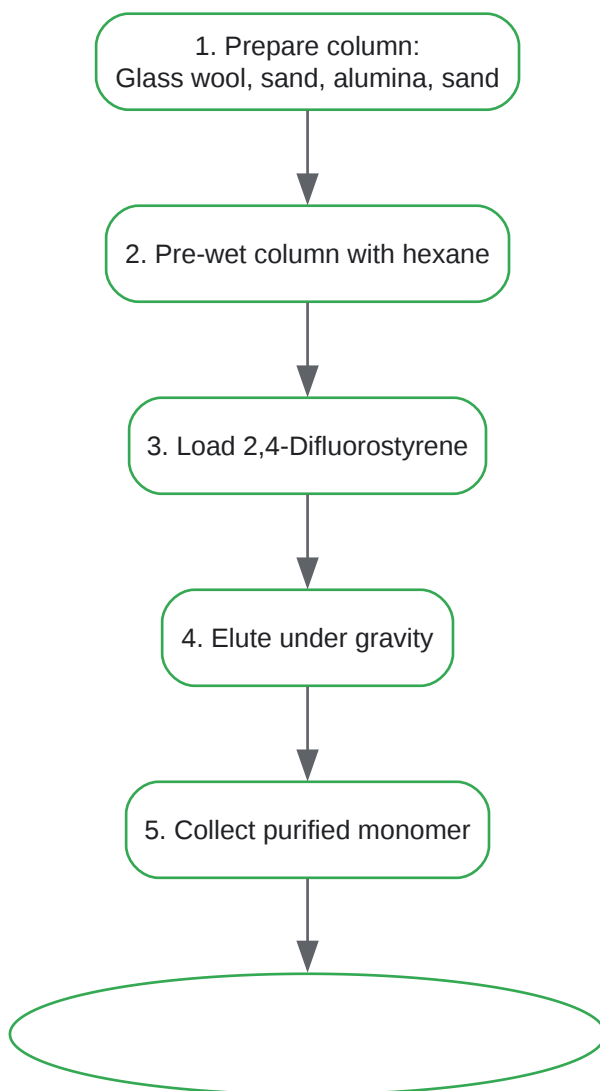 1. Prepare column:
Glass wool, sand, alumina, sand
2. Pre-wet column with hexane
3. Load 2,4-Difluorostyrene
4. Elute under gravity
5. Collect purified monomer